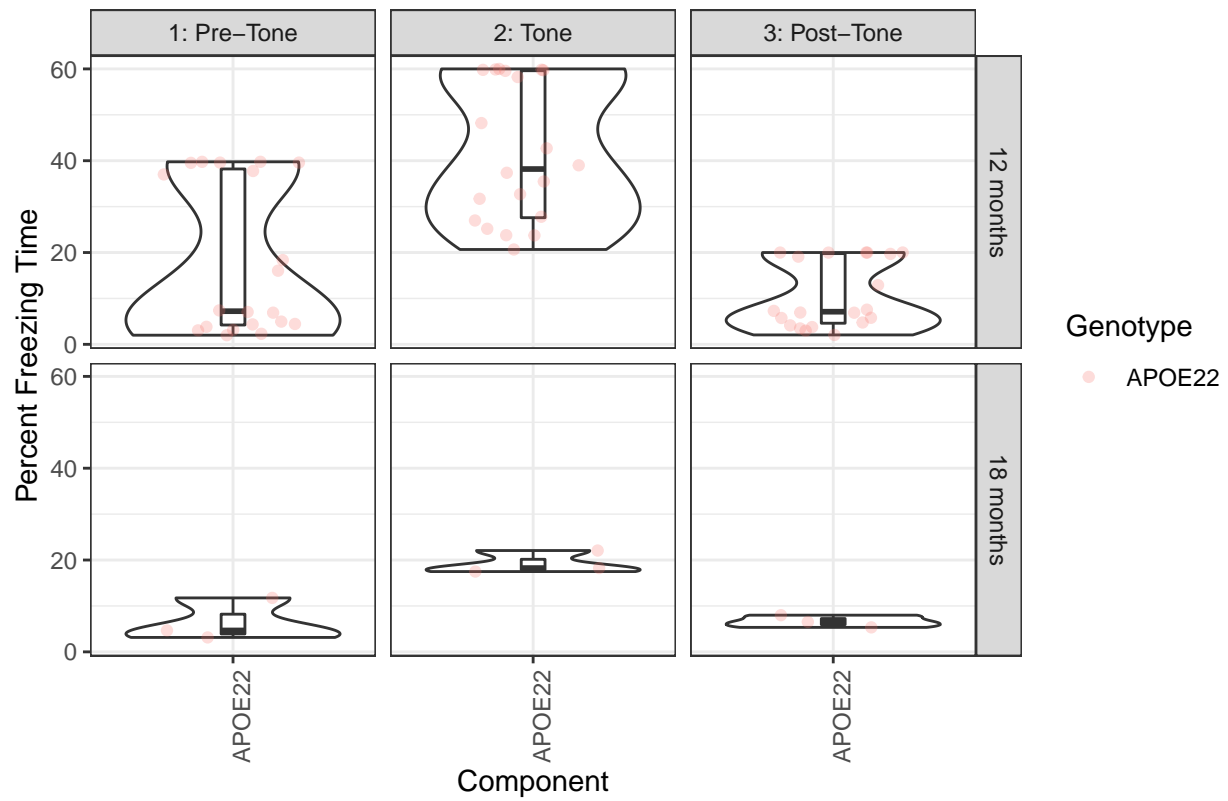 1: Pre−Tone
2: Tone
3: Post−Tone
60
40
20
0
12 months
60
40
20
0
18 months
Percent Freezing Time
APOE22
APOE22
APOE22
Component
Genotype
APOE22